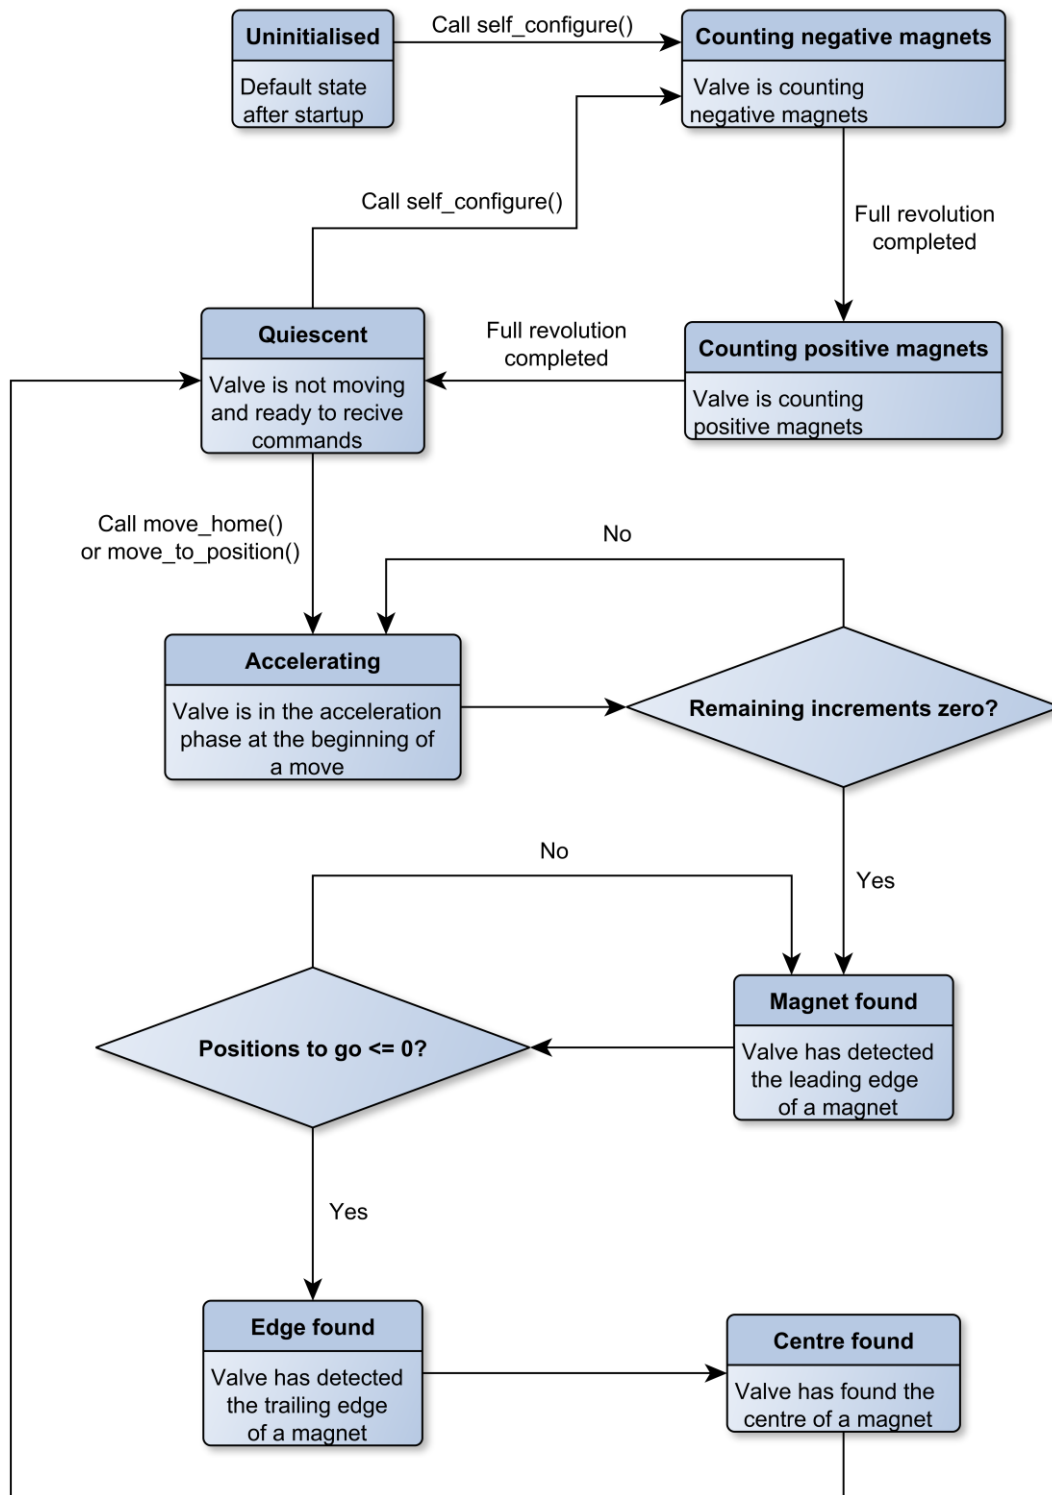 Uninitialised
Default state
after startup
Call self_configure()
Counting negative magnets
Valve is counting
negative magnets
Call self_configure()
Full revolution
completed
Quiescent
Valve is not moving
and ready to recive
commands
Full revolution
completed
Counting positive magnets
Valve is counting
positive magnets
Call move_home()
or move_to_position()
No
Accelerating
Valve is in the acceleration
phase at the beginning of
a move
Remaining increments zero?
No
Yes
Positions to go <= 0?
Magnet found
Valve has detected
the leading edge
of a magnet
Yes
Edge found
Valve has detected
the trailing edge
of a magnet
Centre found
Valve has found the
centre of a magnet